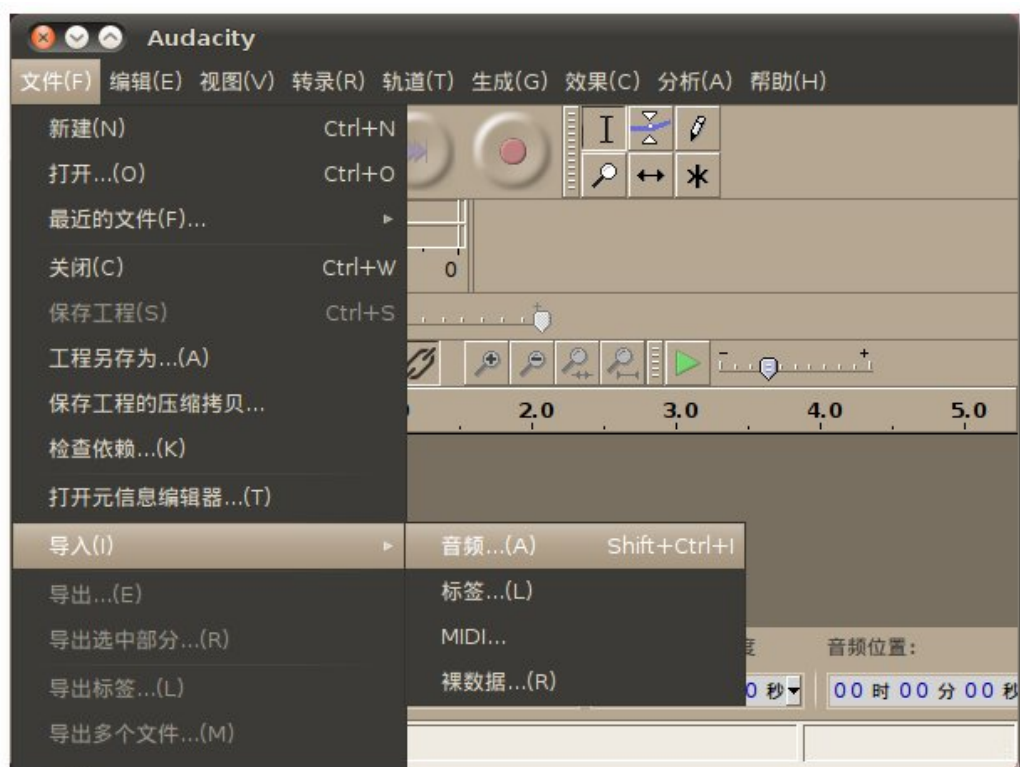 Audacity
文件(F) 编辑(E) 视图(V) 转录(R) 轨道(T) 生成(G) 效果(C) 分析(A) 帮助(H)
新建(N) Ctrl+N
打开...(O) Ctrl+O
最近的文件(F)...
关闭(C) Ctrl+W
0
保存工程(S) Ctrl+S
工程另存为...(A)
- +
保存工程的压缩拷贝...
2.0 3.0 4.0 5.0
检查依赖...(K)
打开元信息编辑器...(T)
导入(I)
音频...(A) Shift+Ctrl+I
导出...(E)
标签...(L)
导出选中部分...(R)
MIDI...
音频位置:
导出标签...(L)
裸数据...(R)
0 秒
00 时 00 分 00 秒
导出多个文件...(M)